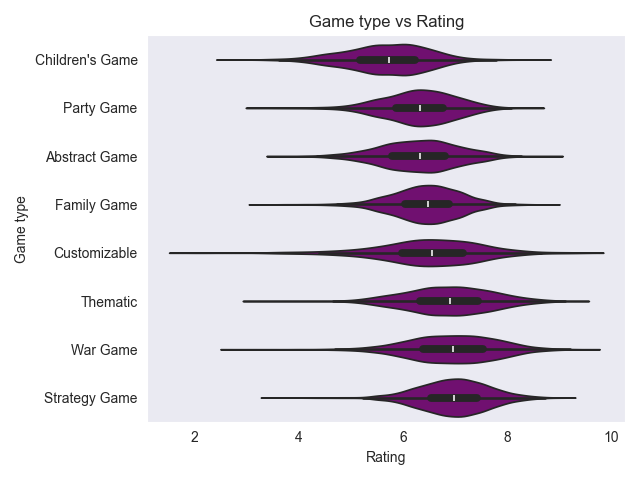 Game type vs Rating
Children's Game
Party Game
Abstract Game
Family Game
Customizable
Thematic
War Game
Strategy Game
Game type
2 4 6 8 10
Rating